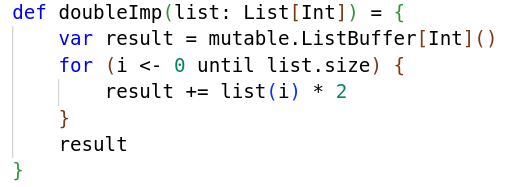 def doubleImp(list: List[Int]) = {
    var result = mutable.ListBuffer[Int]()
    for (i <- 0 until list.size) {
        result += list(i) * 2
    }
    result
}